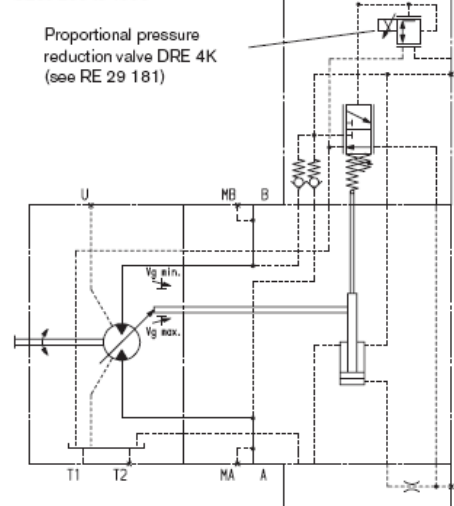 Proportional pressure
reduction valve DRE 4K
(see RE 29 181)
U
MB B
Vg min.
Vg max.
T1 T2 MA A